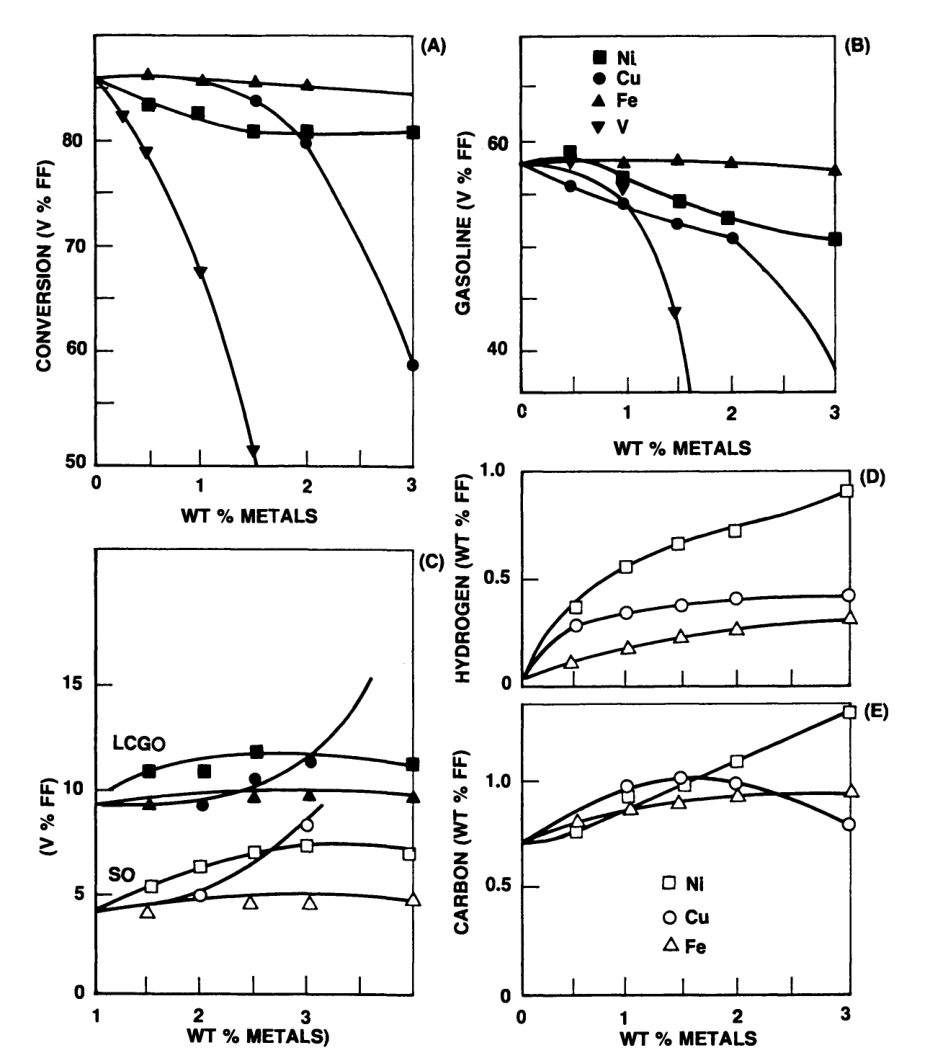 (A)
CONVERSION (V % FF)
80
70
60
50
0 1 2 3
WT % METALS
(B)
■ Ni
● Cu
▲ Fe
▼ V
GASOLINE (V % FF)
60
40
0 1 2 3
WT % METALS
(C)
(V % FF)
15
10
5
0
LCGO
SO
1 2 3 4
WT % METALS)
(D)
HYDROGEN (WT % FF)
1.0
0.5
0
(E)
CARBON (WT % FF)
1.0
0.5
0
□ Ni
○ Cu
△ Fe
0 1 2 3
WT % METALS